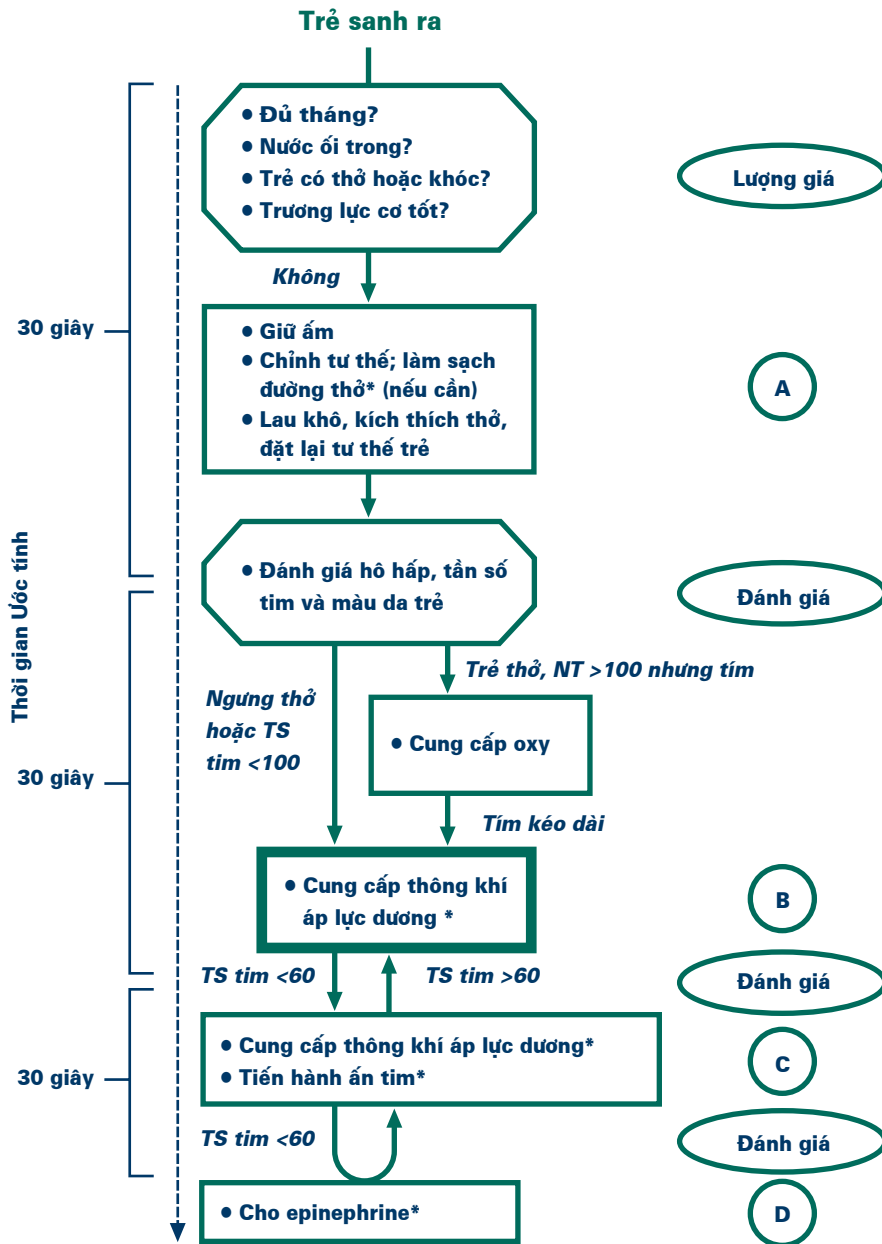 Trẻ sanh ra
● Đủ tháng?
● Nước ối trong?
● Trẻ có thở hoặc khóc?
● Trương lực cơ tốt?
Lượng giá
Không
30 giây
● Giữ ấm
● Chỉnh tư thế; làm sạch
đường thở* (nếu cần)
● Lau khô, kích thích thở,
đặt lại tư thế trẻ
A
Thời gian Ước tính
● Đánh giá hô hấp, tần số
tim và màu da trẻ
Đánh giá
Trẻ thở, NT >100 nhưng tím
Ngưng thở
hoặc TS
tim <100
● Cung cấp oxy
30 giây
Tím kéo dài
● Cung cấp thông khí
áp lực dương *
B
TS tim <60
TS tim >60
Đánh giá
● Cung cấp thông khí áp lực dương*
● Tiến hành ấn tim*
C
30 giây
TS tim <60
Đánh giá
● Cho epinephrine*
D